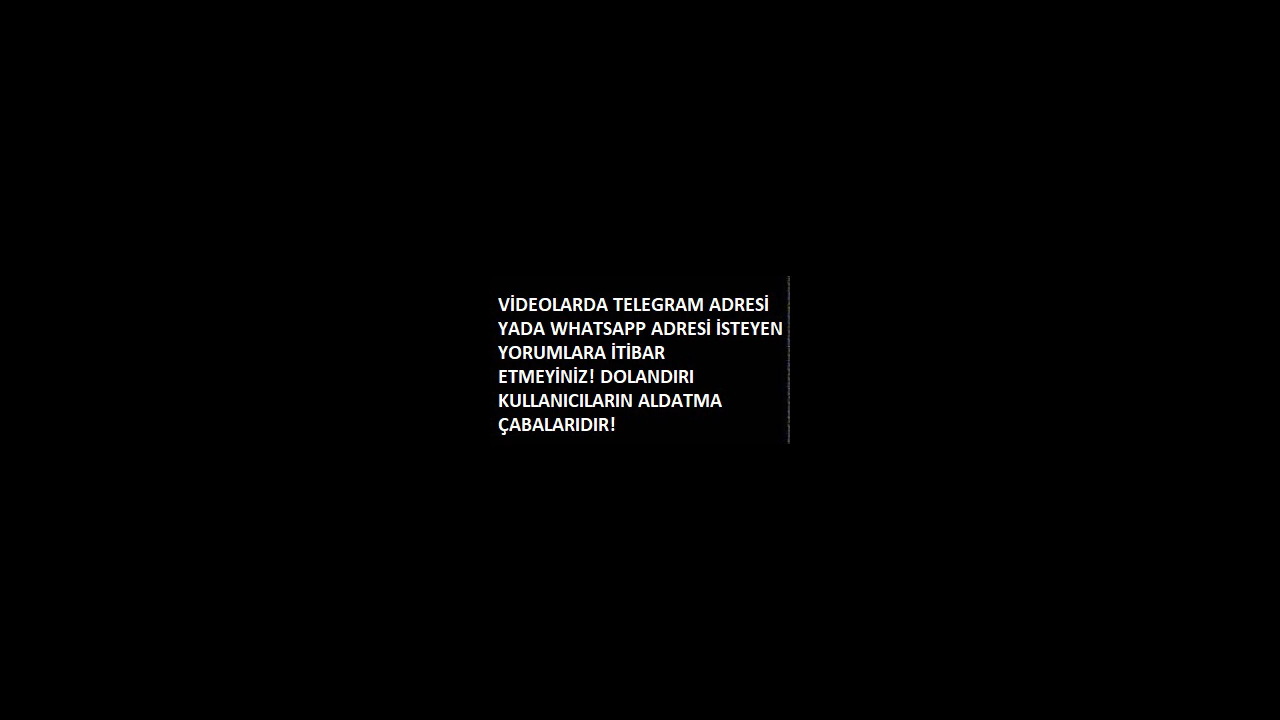 VİDEOLARDA TELEGRAM ADRESİ
YADA WHATSAPP ADRESİ İSTEYEN
YORUMLARA İTİBAR
ETMEYİNİZ! DOLANDIRI
KULLANICILARIN ALDATMA
ÇABALARIDIR!